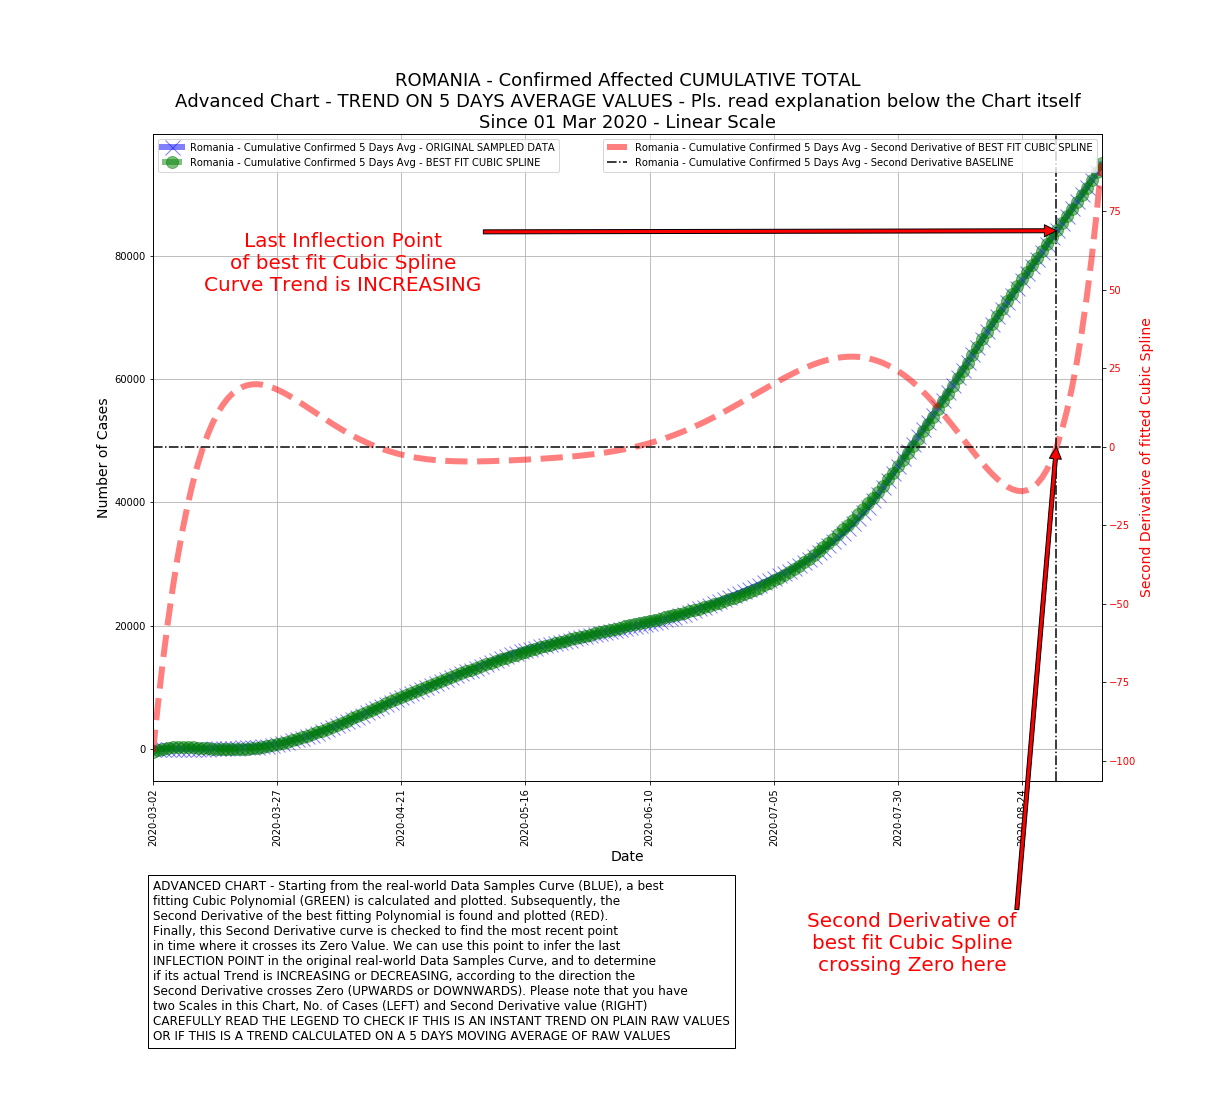 ROMANIA - Confirmed Affected CUMULATIVE TOTAL
Advanced Chart - TREND ON 5 DAYS AVERAGE VALUES - Pls. read explanation below the Chart itself
Since 01 Mar 2020 - Linear Scale
Romania - Cumulative Confirmed 5 Days Avg - ORIGINAL SAMPLED DATA
Romania - Cumulative Confirmed 5 Days Avg - BEST FIT CUBIC SPLINE
Romania - Cumulative Confirmed 5 Days Avg - Second Derivative of BEST FIT CUBIC SPLINE
Romania - Cumulative Confirmed 5 Days Avg - Second Derivative BASELINE
Last Inflection Point
of best fit Cubic Spline
Curve Trend is INCREASING
Number of Cases
80000
60000
40000
20000
0
75
50
25
0
−25
−50
−75
−100
Second Derivative of fitted Cubic Spline
2020-03-02
2020-03-27
2020-04-21
2020-05-16
2020-06-10
2020-07-05
2020-07-30
2020-08-24
Date
Second Derivative of
best fit Cubic Spline
crossing Zero here
ADVANCED CHART - Starting from the real-world Data Samples Curve (BLUE), a best
fitting Cubic Polynomial (GREEN) is calculated and plotted. Subsequently, the
Second Derivative of the best fitting Polynomial is found and plotted (RED).
Finally, this Second Derivative curve is checked to find the most recent point
in time where it crosses its Zero Value. We can use this point to infer the last
INFLECTION POINT in the original real-world Data Samples Curve, and to determine
if its actual Trend is INCREASING or DECREASING, according to the direction the
Second Derivative crosses Zero (UPWARDS or DOWNWARDS). Please note that you have
two Scales in this Chart, No. of Cases (LEFT) and Second Derivative value (RIGHT)
CAREFULLY READ THE LEGEND TO CHECK IF THIS IS AN INSTANT TREND ON PLAIN RAW VALUES
OR IF THIS IS A TREND CALCULATED ON A 5 DAYS MOVING AVERAGE OF RAW VALUES